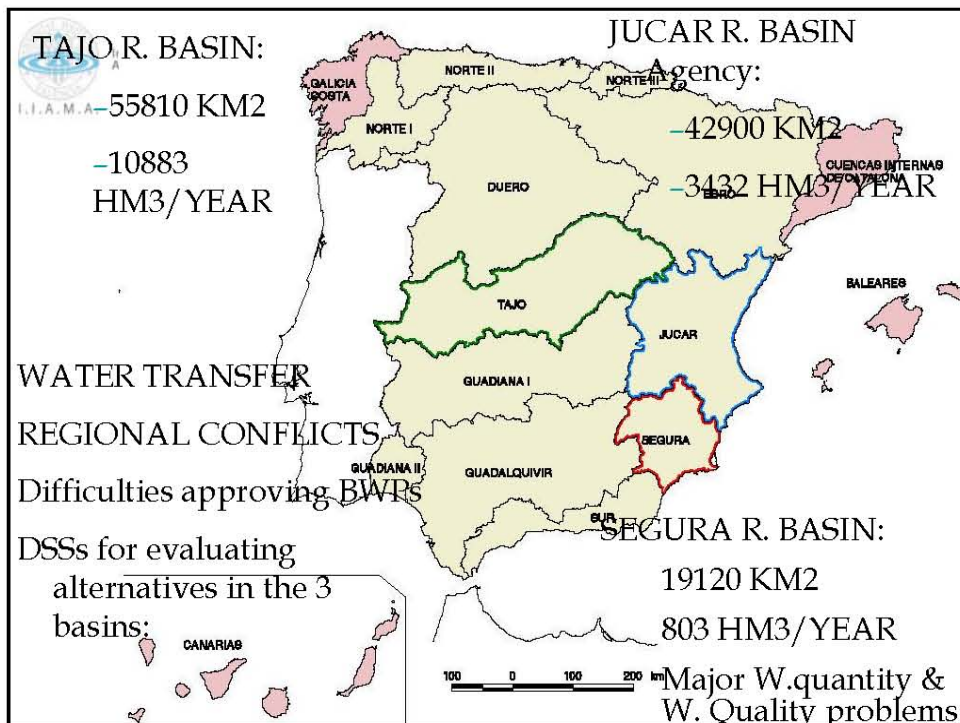 TAJO R. BASIN:
I.I.A.M.A.
-55810 KM2
-10883
HM3/YEAR
JUCAR R. BASIN
Agency:
-42900 KM2
-3432 HM3/YEAR
GALICIA
COSTA
NORTE II
NORTE III
NORTE I
DUERO
EBRO
CUENCAS INTERNAS
DE CATALUNA
TAJO
JUCAR
BALEARES
GUADIANA I
SEGURA
GUADIANA II
GUADALQUIVIR
SUR
WATER TRANSFER
REGIONAL CONFLICTS
Difficulties approving BWPs
DSSs for evaluating
alternatives in the 3
basins:
CANARIAS
SEGURA R. BASIN:
19120 KM2
803 HM3/YEAR
Major W.quantity &
W. Quality problems
100 0 100 200 km